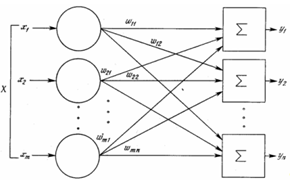 x₁ w₁₁ Σ y₁
w₁₂
x₂ w₂₁ w₂₂ Σ y₂
X
wₘ₁
xₘ wₘₙ Σ yₙ